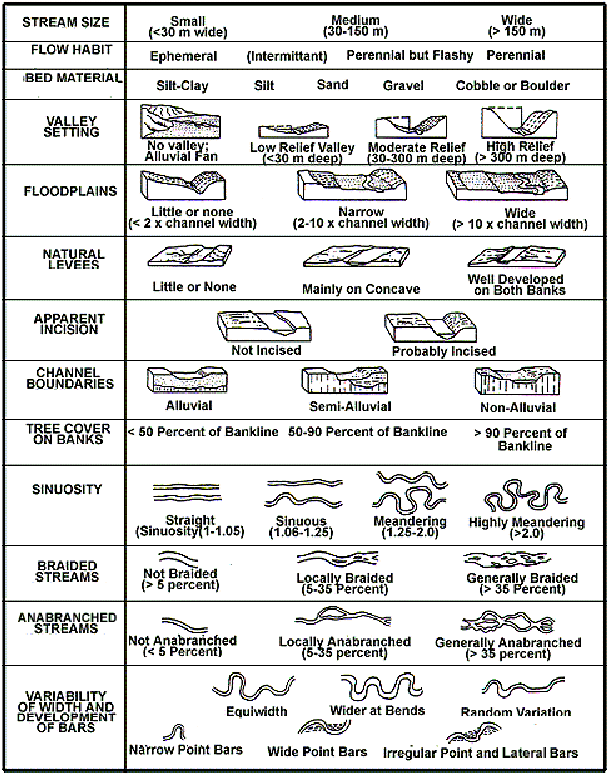 STREAM SIZE
Small
(<30 m wide)
Medium
(30-150 m)
Wide
(> 150 m)
FLOW HABIT
Ephemeral
(Intermittant)
Perennial but Flashy
Perennial
BED MATERIAL
Silt-Clay
Silt
Sand
Gravel
Cobble or Boulder
VALLEY
SETTING
No valley;
Alluvial Fan
Low Relief Valley
(<30 m deep)
Moderate Relief
(30-300 m deep)
High Relief
(> 300 m deep)
FLOODPLAINS
Little or none
(< 2 x channel width)
Narrow
(2-10 x channel width)
Wide
(> 10 x channel width)
NATURAL
LEVEES
Little or None
Mainly on Concave
Well Developed
on Both Banks
APPARENT
INCISION
Not Incised
Probably Incised
CHANNEL
BOUNDARIES
Alluvial
Semi-Alluvial
Non-Alluvial
TREE COVER
ON BANKS
< 50 Percent of Bankline
50-90 Percent of Bankline
> 90 Percent of
Bankline
SINUOSITY
Straight
(Sinuosity(1-1.05)
Sinuous
(1.06-1.25)
Meandering
(1.25-2.0)
Highly Meandering
(>2.0)
BRAIDED
STREAMS
Not Braided
(> 5 percent)
Locally Braided
(5-35 Percent)
Generally Braided
(> 35 Percent)
ANABRANCHED
STREAMS
Not Anabranched
(< 5 Percent)
Locally Anabranched
(5-35 percent)
Generally Anabranched
(> 35 percent)
VARIABILITY
OF WIDTH AND
DEVELOPMENT
OF BARS
Equiwidth
Wider at Bends
Random Variation
Narrow Point Bars
Wide Point Bars
Irregular Point and Lateral Bars